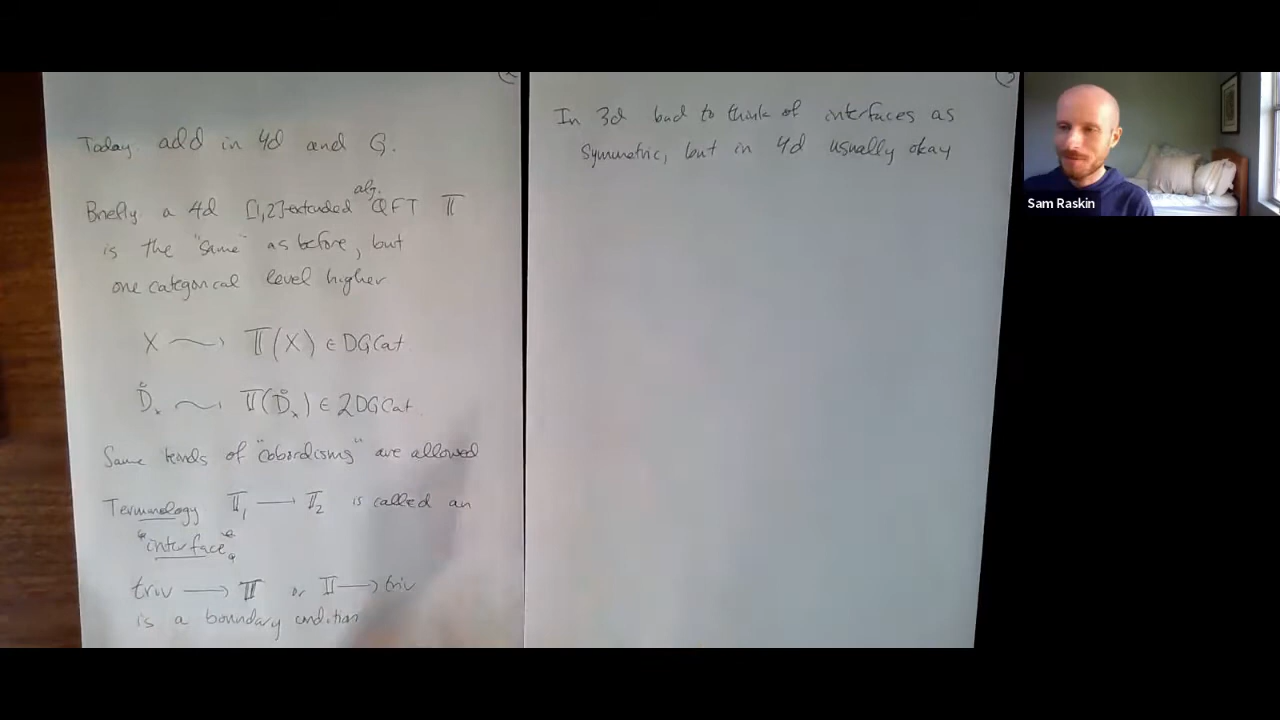 Today: add in 4d and G.
Briefly a 4d [1,2]-extended alg. QFT 𝕋
is the "same" as before, but
one categorical level higher
X ⟿ 𝕋(X) ∈ DGCat.
D̊ₓ ⟿ 𝕋(D̊ₓ) ∈ 2DGCat.
Same kinds of "cobordisms" are allowed
Terminology 𝕋₁ ⟶ 𝕋₂ is called an
"interface"
triv ⟶ 𝕋 or 𝕋 ⟶ triv
is a boundary condition
In 3d bad to think of interfaces as
symmetric, but in 4d usually okay
Sam Raskin